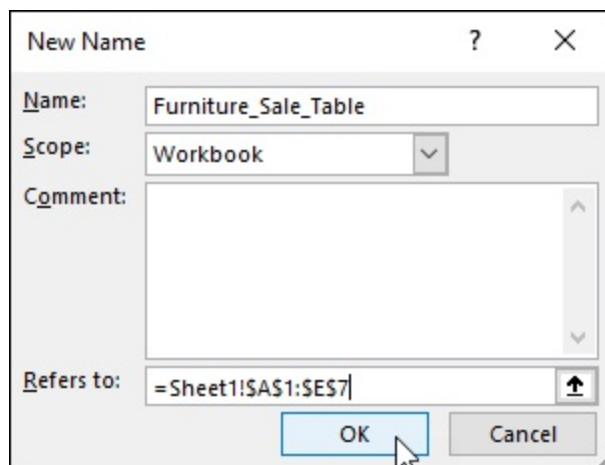 New Name ?
Name: Furniture_Sale_Table
Scope: Workbook
Comment:
Refers to: =Sheet1!$A$1:$E$7
OK Cancel